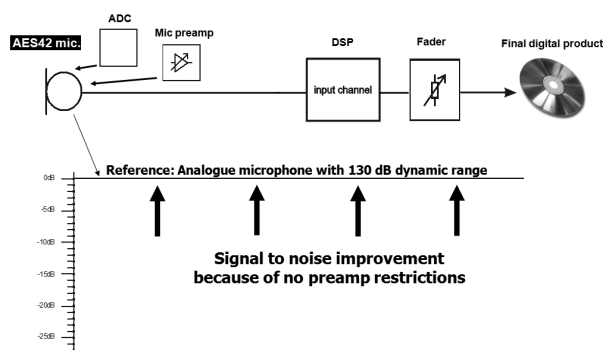 ADC
AES42 mic.
Mic preamp
DSP
Fader
Final digital product
input channel
Reference: Analogue microphone with 130 dB dynamic range
0dB
-5dB
-10dB
Signal to noise improvement
because of no preamp restrictions
-15dB
-20dB
-25dB